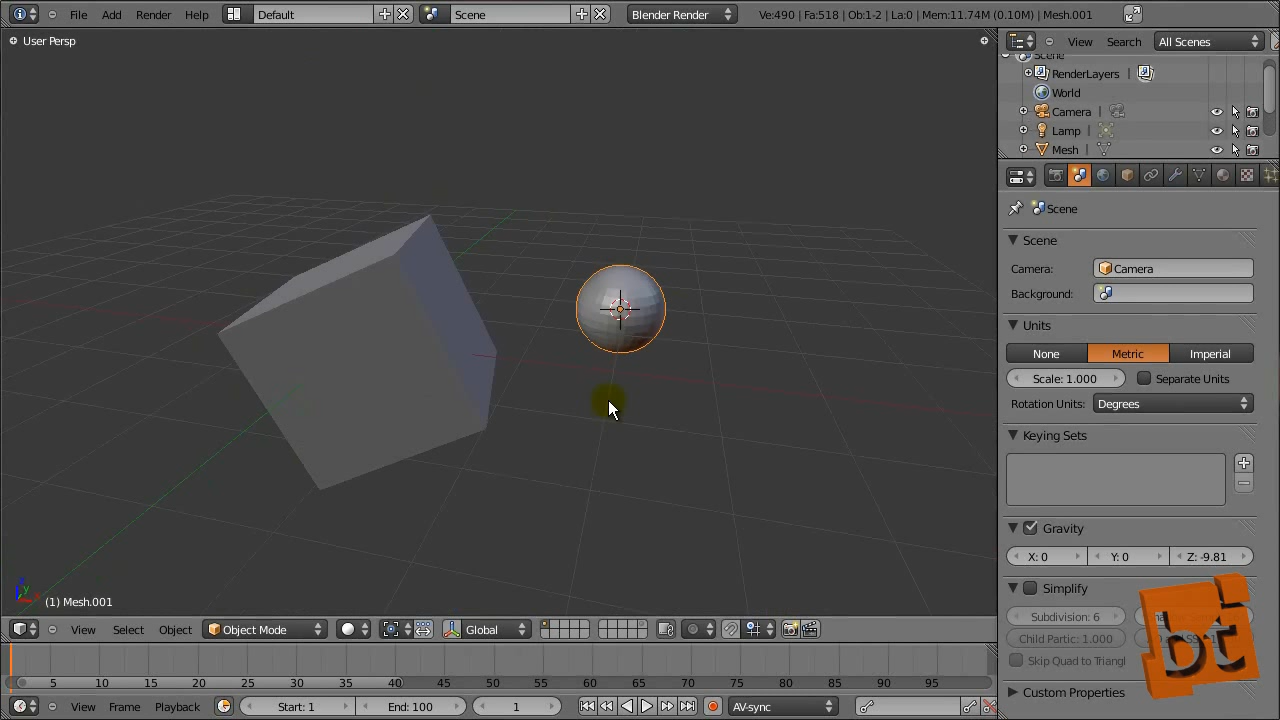 File Add Render Help Default Scene Blender Render Ve:490 | Fa:518 | Ob:1-2 | La:0 | Mem:11.74M (0.10M) | Mesh.001
User Persp
View Search All Scenes
Scene
RenderLayers
World
Camera
Lamp
Mesh
Scene
Scene
Camera: Camera
Background:
Units
None Metric Imperial
Scale: 1.000 Separate Units
Rotation Units: Degrees
Keying Sets
Gravity
X: 0 Y: 0 Z: -9.81
Simplify
Subdivision: 6
Child Partic: 1.000
Skip Quad to Triangl
Custom Properties
bt
(1) Mesh.001
View Select Object Object Mode Global
5 10 15 20 25 30 35 40 45 50 55 60 65 70 75 80 85 90 95
View Frame Playback Start: 1 End: 100 1 AV-sync